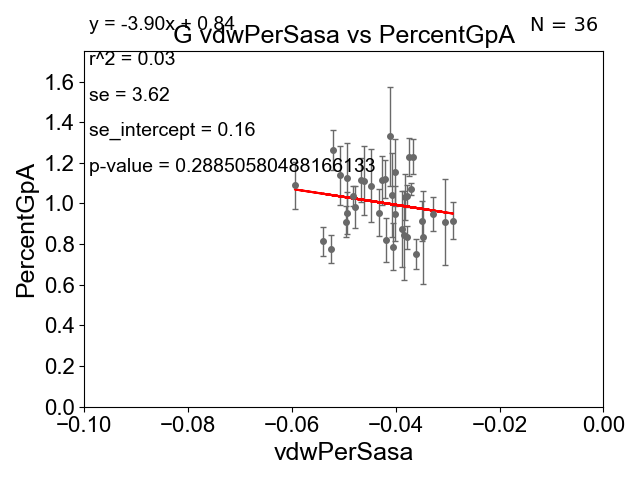 y = -3.90x + 0.84
G vdwPerSasa vs PercentGpA
N = 36
r^2 = 0.03
se = 3.62
se_intercept = 0.16
p-value = 0.28850580488166133
PercentGpA
1.6
1.4
1.2
1.0
0.8
0.6
0.4
0.2
0.0
−0.10
−0.08
−0.06
−0.04
−0.02
0.00
vdwPerSasa